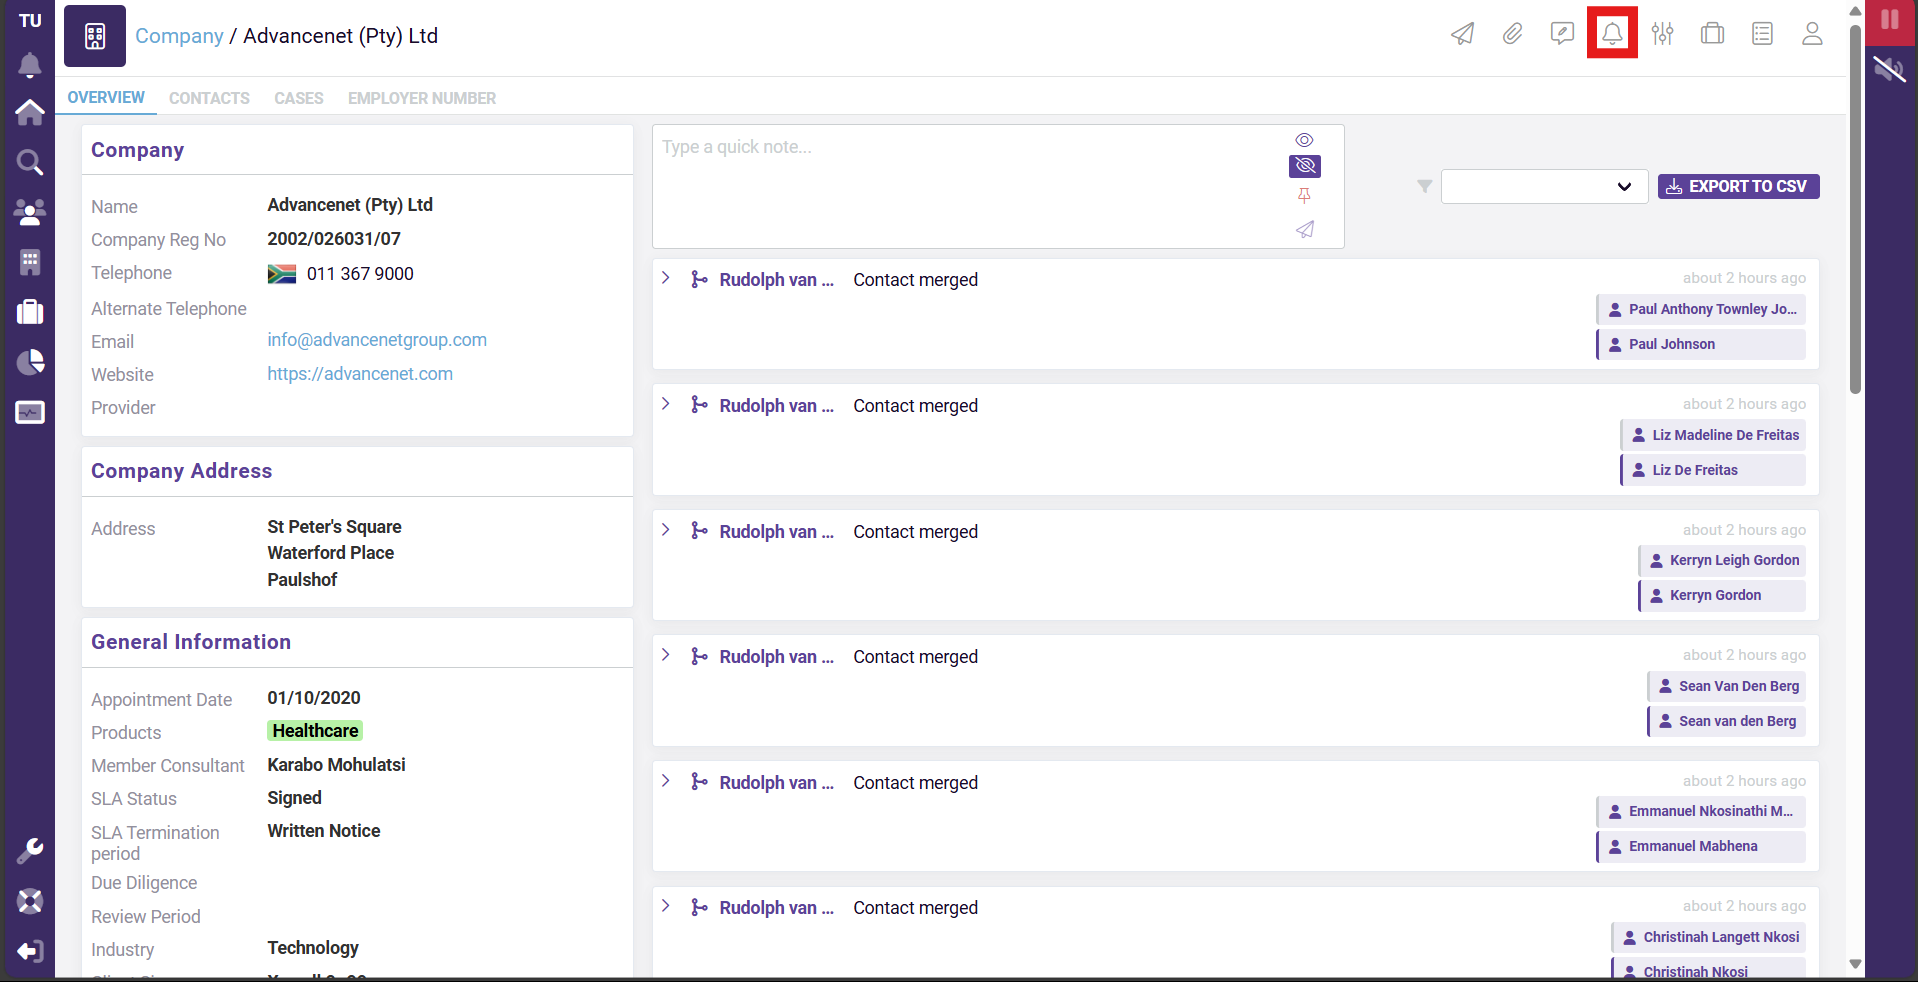 TU
Company / Advancenet (Pty) Ltd
OVERVIEW CONTACTS CASES EMPLOYER NUMBER
Company
Name Advancenet (Pty) Ltd
Company Reg No 2002/026031/07
Telephone 011 367 9000
Alternate Telephone
Email info@advancenetgroup.com
Website https://advancenet.com
Provider
Company Address
Address St Peter's Square
Waterford Place
Paulshof
General Information
Appointment Date 01/10/2020
Products Healthcare
Member Consultant Karabo Mohulatsi
SLA Status Signed
SLA Termination period Written Notice
Due Diligence
Review Period
Industry Technology
Type a quick note...
EXPORT TO CSV
Rudolph van ... Contact merged about 2 hours ago
Paul Anthony Townley Jo...
Paul Johnson
Rudolph van ... Contact merged about 2 hours ago
Liz Madeline De Freitas
Liz De Freitas
Rudolph van ... Contact merged about 2 hours ago
Kerryn Leigh Gordon
Kerryn Gordon
Rudolph van ... Contact merged about 2 hours ago
Sean Van Den Berg
Sean van den Berg
Rudolph van ... Contact merged about 2 hours ago
Emmanuel Nkosinathi M...
Emmanuel Mabhena
Rudolph van ... Contact merged about 2 hours ago
Christinah Langett Nkosi
Christinah Nkosi